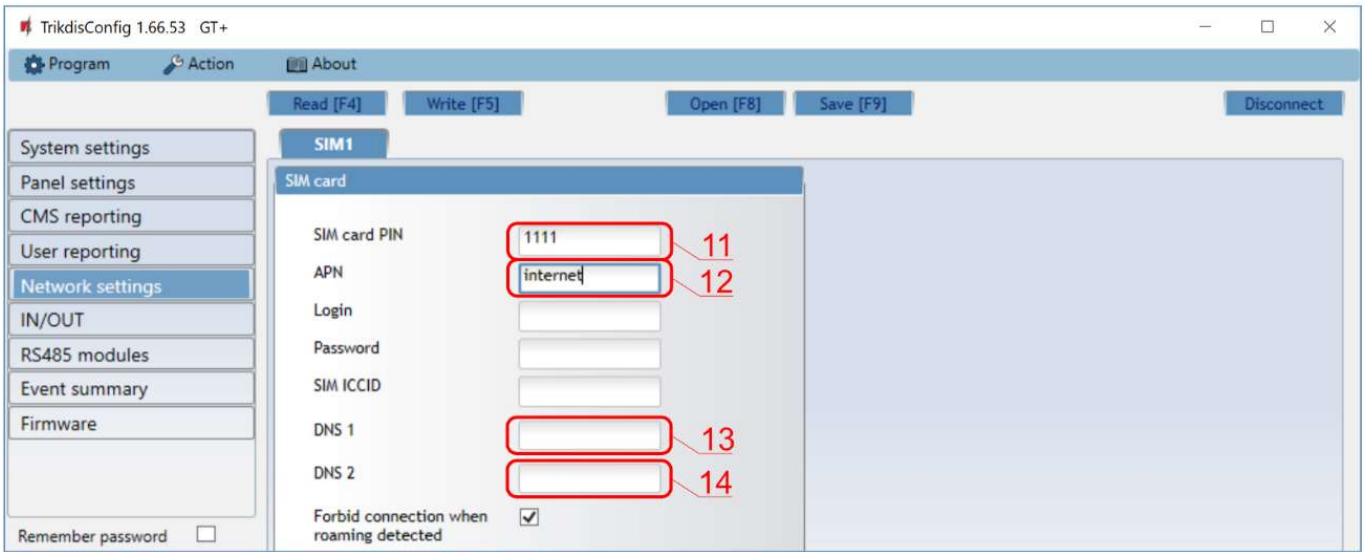 TrikdisConfig 1.66.53 GT+
Program Action About
Read [F4] Write [F5] Open [F8] Save [F9] Disconnect
System settings
Panel settings
CMS reporting
User reporting
Network settings
IN/OUT
RS485 modules
Event summary
Firmware
Remember password
SIM1
SIM card
SIM card PIN 1111 11
APN internet 12
Login
Password
SIM ICCID
DNS 1 13
DNS 2 14
Forbid connection when
roaming detected